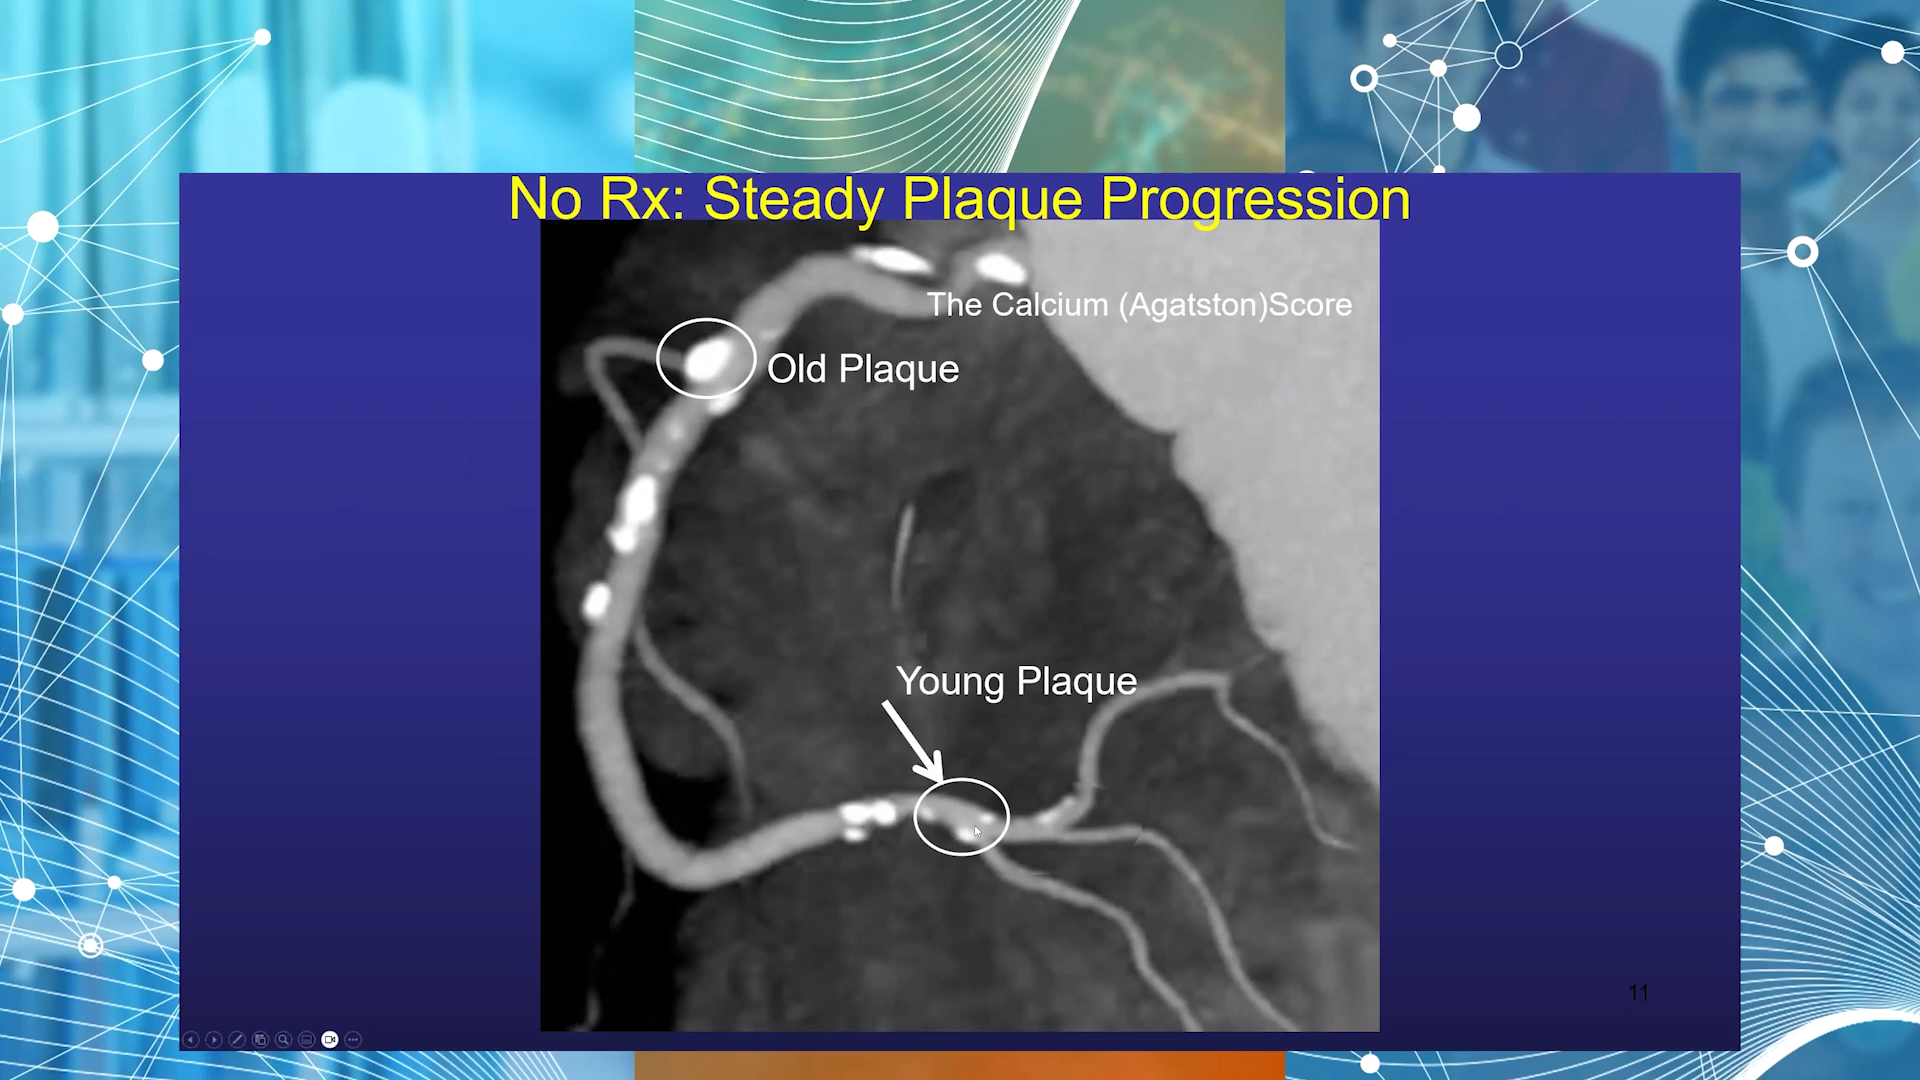 No Rx: Steady Plaque Progression
The Calcium (Agatston)Score
Old Plaque
Young Plaque
11